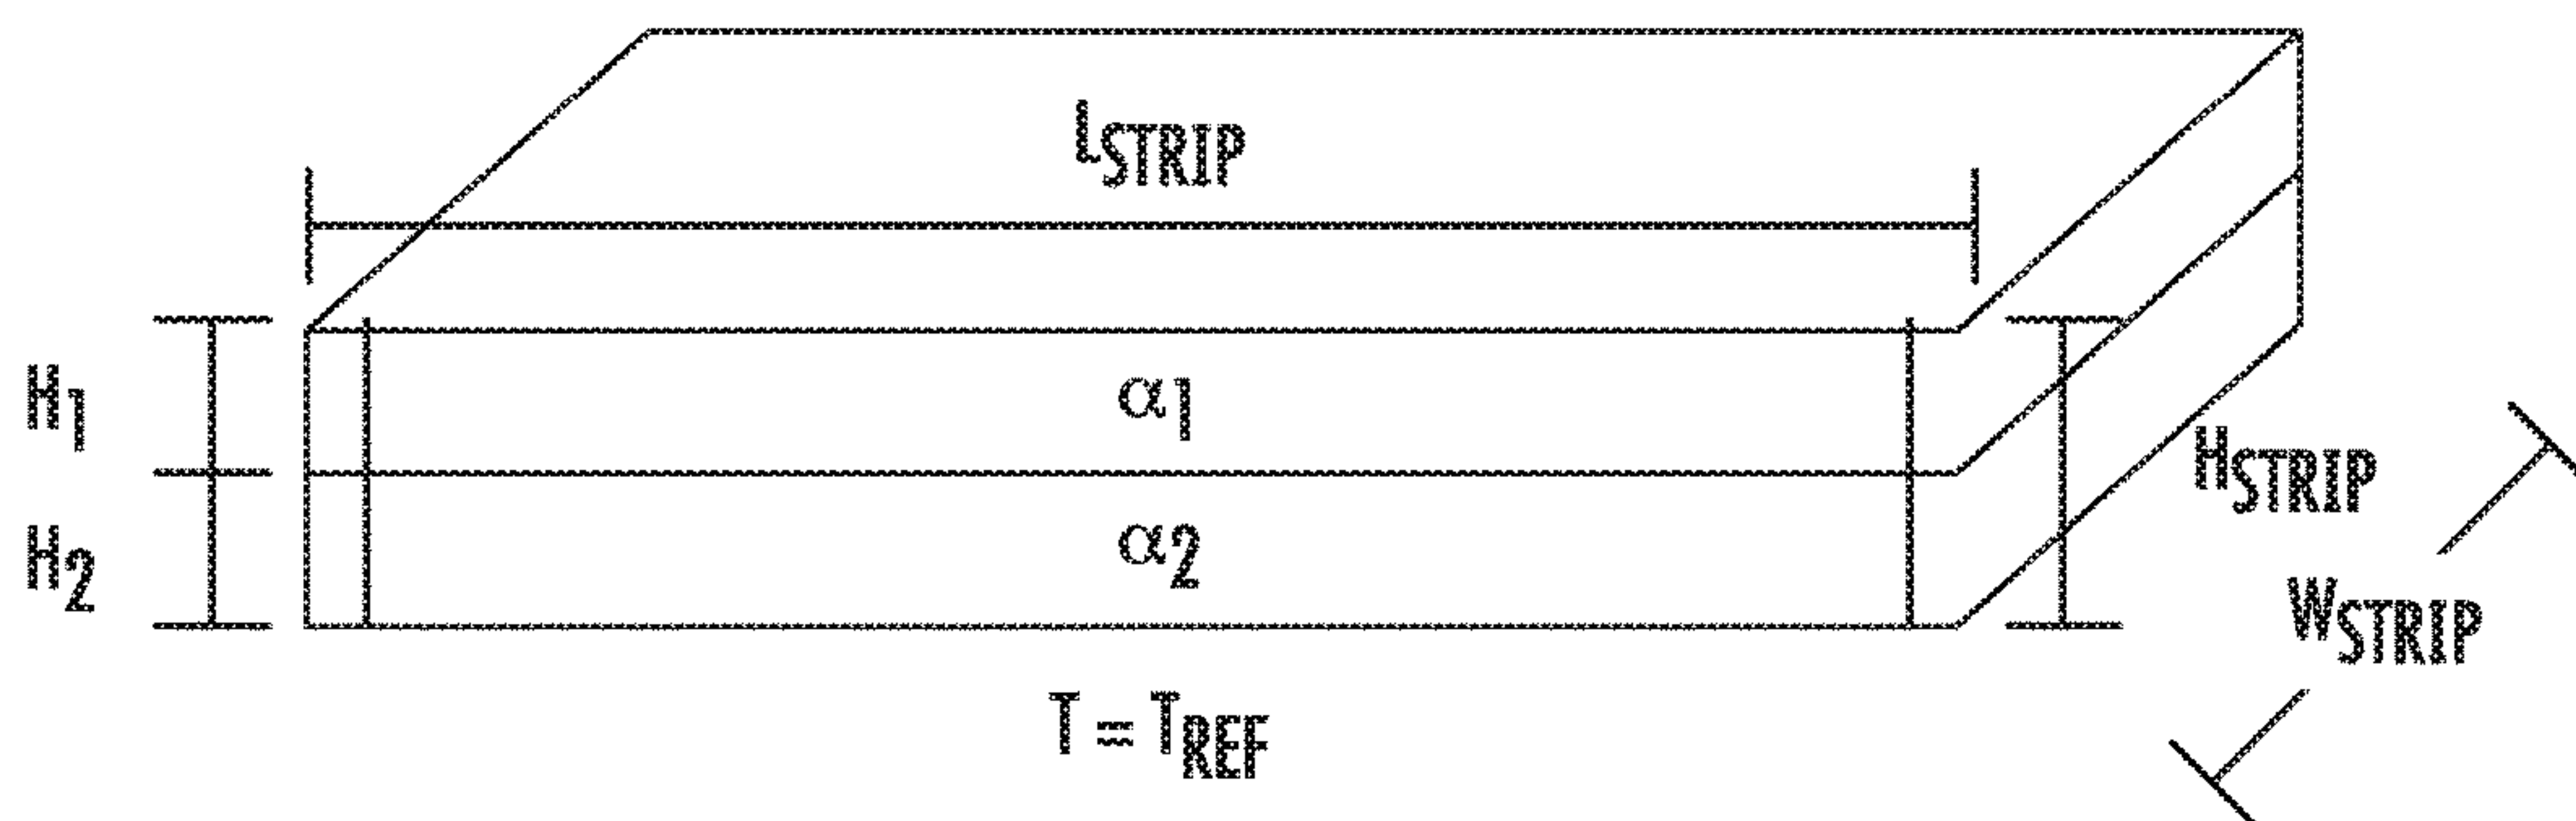 LSTRIP
H1
α1
HSTRIP
H2
α2
WSTRIP
T = TREF